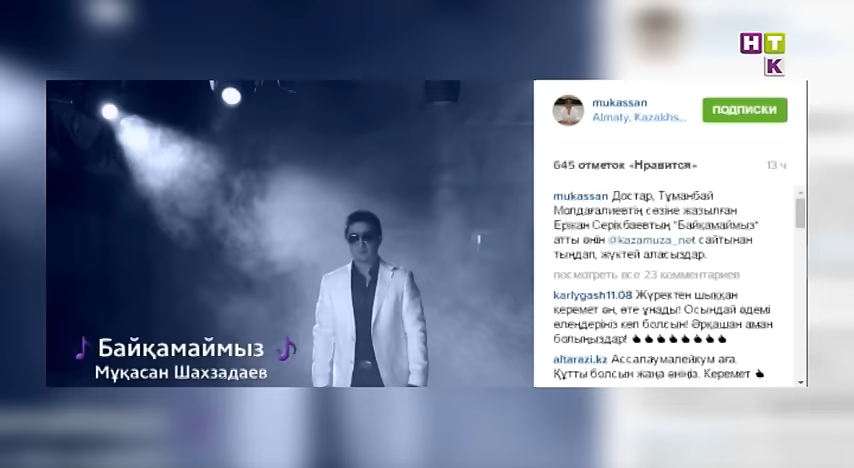 НТК
mukassan
Almaty, Kazakhs...
ПОДПИСКИ
645 отметок «Нравится»
13 ч
mukassan Достар, Тұманбай
Молдағалиевтің сөзіне жазылған
Ержан Серікбаевтың "Байқамаймыз"
атты әнін @kazamuza_net сайтынан
тыңдап, жүктей аласыздар.
посмотреть все 23 комментариев
karlygash11.08 Жүректен шыққан
керемет ән, өте ұнады! Осындай әдемі
өлеңдеріңіз көп болсын! Әрқашан аман
болыңыздар!
altarazi.kz Ассалаумалейкум аға.
Құтты болсын жаңа әніңіз. Керемет
Байқамаймыз
Мұқасан Шахзадаев